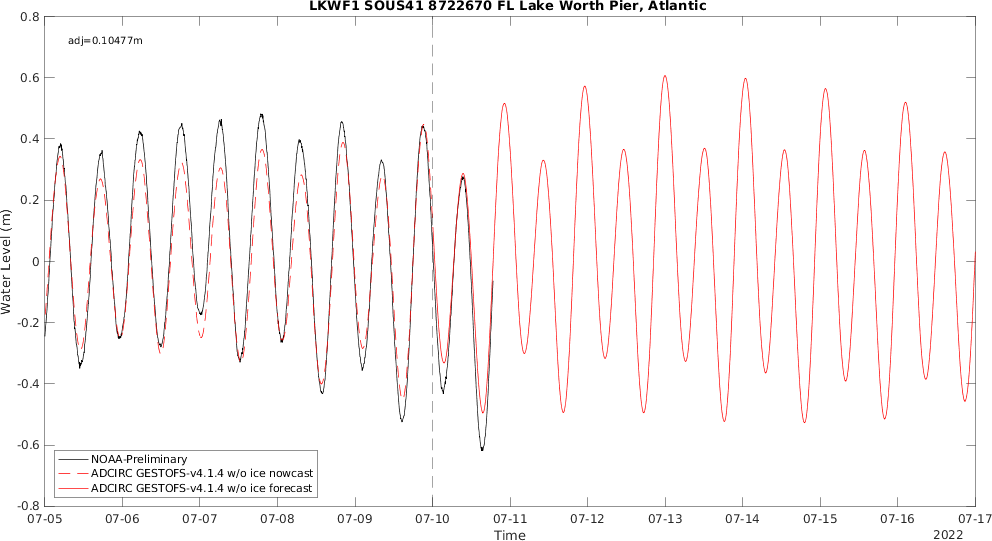 LKWF1 SOUS41 8722670 FL Lake Worth Pier, Atlantic
adj=0.10477m
0.8
0.6
0.4
0.2
0
-0.2
-0.4
-0.6
-0.8
Water Level (m)
NOAA-Preliminary
ADCIRC GESTOFS-v4.1.4 w/o ice nowcast
ADCIRC GESTOFS-v4.1.4 w/o ice forecast
07-05 07-06 07-07 07-08 07-09 07-10 07-11 07-12 07-13 07-14 07-15 07-16 07-17
Time
2022